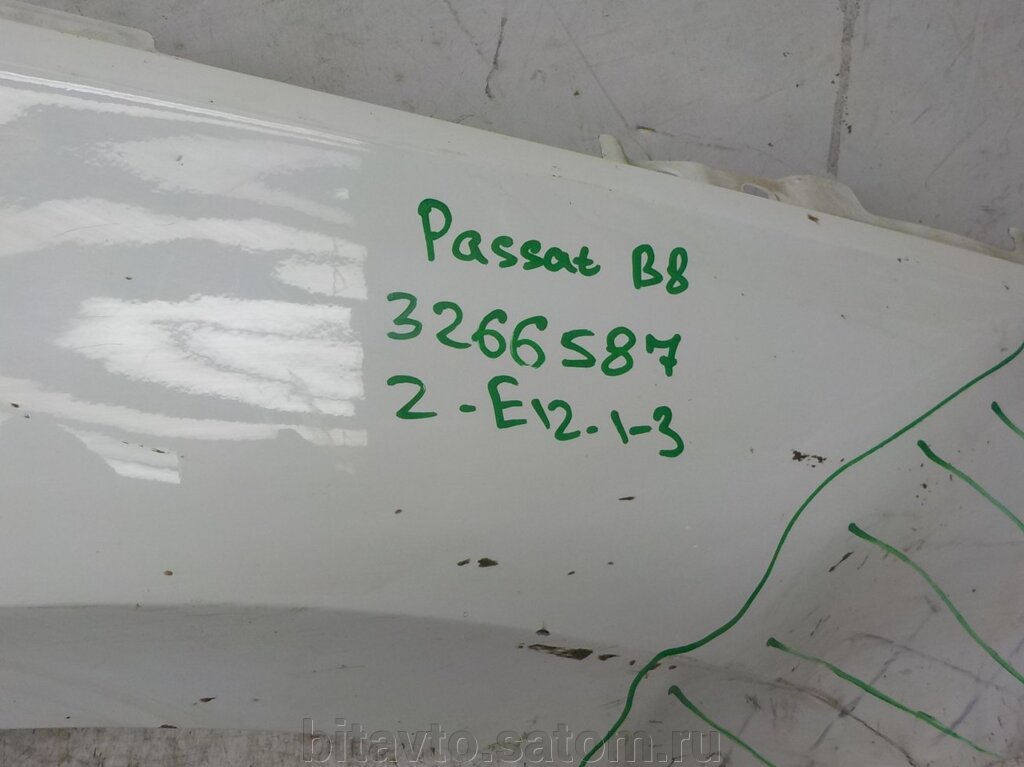 Passat B8
3266587
2-E12.1-3
bitavto.satom.ru